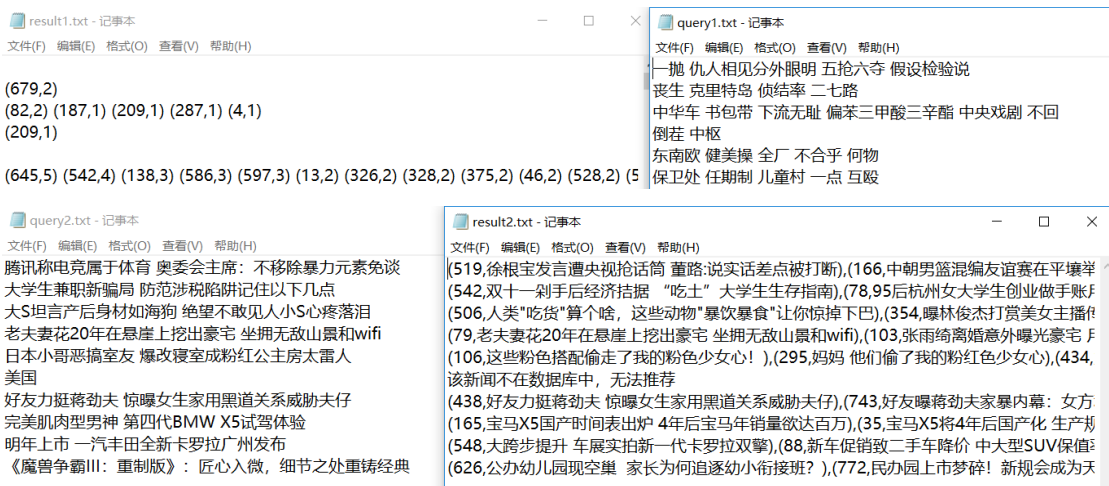 result1.txt - 记事本
文件(F) 编辑(E) 格式(O) 查看(V) 帮助(H)
(679,2)
(82,2) (187,1) (209,1) (287,1) (4,1)
(209,1)
(645,5) (542,4) (138,3) (586,3) (597,3) (13,2) (326,2) (328,2) (375,2) (46,2) (528,2) (5
query1.txt - 记事本
文件(F) 编辑(E) 格式(O) 查看(V) 帮助(H)
一抛 仇人相见分外眼明 五抢六夺 假设检验说
丧生 克里特岛 侦结率 二七路
中华车 书包带 下流无耻 偏苯三甲酸三辛酯 中央戏剧 不回
倒茬 中枢
东南欧 健美操 全厂 不合乎 何物
保卫处 任期制 儿童村 一点 互殴
query2.txt - 记事本
文件(F) 编辑(E) 格式(O) 查看(V) 帮助(H)
腾讯称电竞属于体育 奥委会主席：不移除暴力元素免谈
大学生兼职新骗局 防范涉税陷阱记住以下几点
大S坦言产后身材如海狗 绝望不敢见人小S心疼落泪
老夫妻花20年在悬崖上挖出豪宅 坐拥无敌山景和wifi
日本小哥恶搞室友 爆改寝室成粉红公主房太雷人
美国
好友力挺蒋劲夫 惊曝女生家用黑道关系威胁夫仔
完美肌肉型男神 第四代BMW X5试驾体验
明年上市 一汽丰田全新卡罗拉广州发布
《魔兽争霸III：重制版》：匠心入微，细节之处重铸经典
result2.txt - 记事本
文件(F) 编辑(E) 格式(O) 查看(V) 帮助(H)
(519,徐根宝发言遭央视抢话筒 董路:说实话差点被打断),(166,中朝男篮混编友谊赛在平壤举
(542,双十一剁手后经济拮据 “吃土”大学生生存指南),(78,95后杭州女大学生创业做手账月
(506,人类"吃货"算个啥，这些动物"暴饮暴食"让你惊掉下巴),(354,曝林俊杰打赏美女主播传
(79,老夫妻花20年在悬崖上挖出豪宅 坐拥无敌山景和wifi),(103,张雨绮离婚意外曝光豪宅
(106,这些粉色搭配偷走了我的粉色少女心！),(295,妈妈 他们偷了我的粉红色少女心),(434,
该新闻不在数据库中，无法推荐
(438,好友力挺蒋劲夫 惊曝女生家用黑道关系威胁夫仔),(743,好友曝蒋劲夫家暴内幕：女方
(165,宝马X5国产时间表出炉 4年后宝马年销量欲达百万),(35,宝马X5将4年后国产化 生产规
(548,大跨步提升 车展实拍新一代卡罗拉双擎),(88,新车促销致二手车降价 中大型SUV保值率
(626,公办幼儿园现空巢 家长为何追逐幼小衔接班？),(772,民办园上市梦碎！新规会成为天